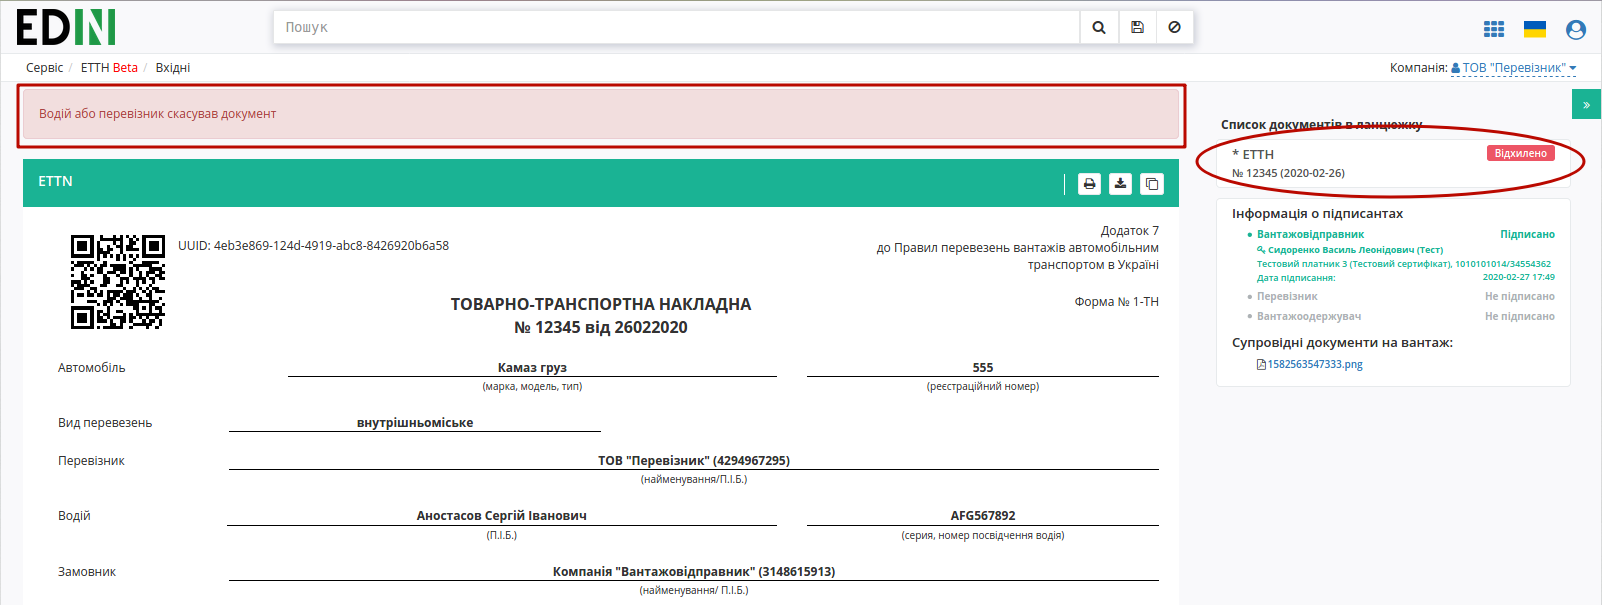 EDIN
Пошук
Сервіс / ЕТТН Beta / Вхідні
Компанія: ТОВ "Перевізник"
Водій або перевізник скасував документ
ETTN
UUID: 4eb3e869-124d-4919-abc8-8426920b6a58
Додаток 7
до Правил перевезень вантажів автомобільним
транспортом в Україні
Форма № 1-ТН
ТОВАРНО-ТРАНСПОРТНА НАКЛАДНА
№ 12345 від 26022020
Автомобіль Камаз груз 555
(марка, модель, тип) (реєстраційний номер)
Вид перевезень внутрішньоміське
Перевізник ТОВ "Перевізник" (4294967295)
(найменування/П.І.Б.)
Водій Аностасов Сергій Іванович AFG567892
(П.І.Б.) (серия, номер посвідчення водія)
Замовник Компанія "Вантажовідправник" (3148615913)
(найменування/ П.І.Б.)
»
Список документів в ланцюжку
* ЕТТН Відхилено
№ 12345 (2020-02-26)
Інформація о підписантах
Вантажовідправник Підписано
Сидоренко Василь Леонідович (Тест)
Тестовий платник 3 (Тестовий сертифікат), 1010101014/34554362
Дата підписання: 2020-02-27 17:49
Перевізник Не підписано
Вантажоодержувач Не підписано
Супровідні документи на вантаж:
1582563547333.png